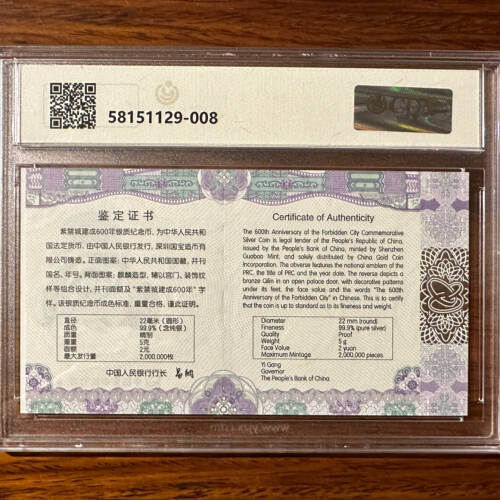 58151129-008
鉴定证书
紫禁城建成600年银质纪念币，为中华人民共和
国法定货币，由中国人民银行发行，深圳国宝造币有
限公司铸造。正面图案：中华人民共和国国徽，并刊
国名、年号。背面图案：麒麟造型，辅以宫门、装饰纹
样等组合设计，并刊面额及“紫禁城建成600年”字
样。该银质纪念币成色标准，重量合格，谨此证明。
直径 22毫米（圆形）
成色 99.9%（含纯银）
质量 精制
重量 5克
面额 2元
最大发行量 2,000,000枚
中国人民银行行长 易纲
Certificate of Authenticity
The 600th Anniversary of the Forbidden City Commemorative
Silver Coin is legal tender of the People's Republic of China,
issued by the People's Bank of China, minted by Shenzhen
Guobao Mint, and solely distributed by China Gold Coin
Incorporation. The obverse features the national emblem of the
PRC, the title of PRC and the year date. The reverse depicts a
bronze Qilin in an open palace door, with decorative patterns
under its feet, the face value and the words "The 600th
Anniversary of the Forbidden City" in Chinese. This is to certify
that the coin is up to standard as to its fineness and weight.
Diameter 22 mm (round)
Fineness 99.9% (pure silver)
Quality Proof
Weight 5 g
Face Value 2 yuan
Maximum Mintage 2,000,000 pieces
Yi Gang
Governor
The People's Bank of China